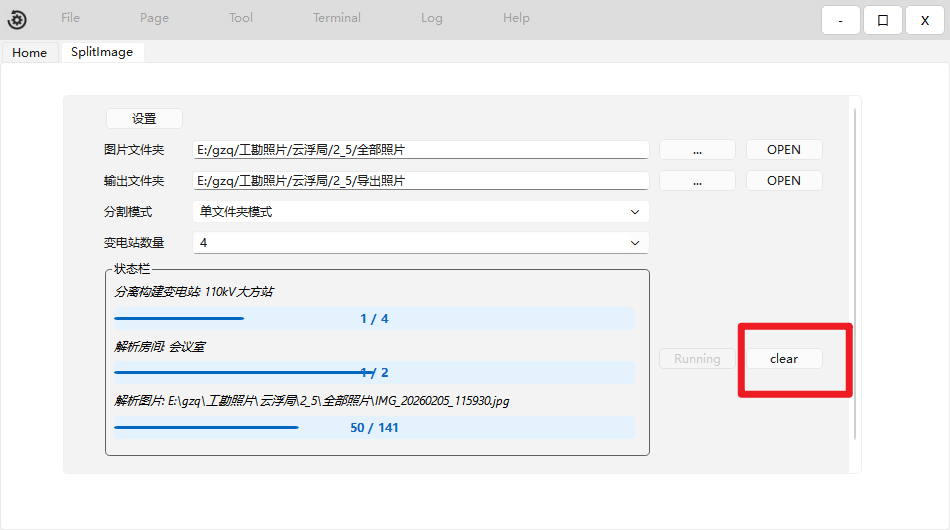 File Page Tool Terminal Log Help - 口 X
Home SplitImage
设置
图片文件夹 E:/gzq/工勘照片/云浮局/2_5/全部照片 ... OPEN
输出文件夹 E:/gzq/工勘照片/云浮局/2_5/导出照片 ... OPEN
分割模式 单文件夹模式
变电站数量 4
状态栏
分离构建变电站: 110kV大方站
1 / 4
解析房间: 会议室
1 / 2
Running clear
解析图片: E:\gzq\工勘照片\云浮局\2_5\全部照片\IMG_20260205_115930.jpg
50 / 141